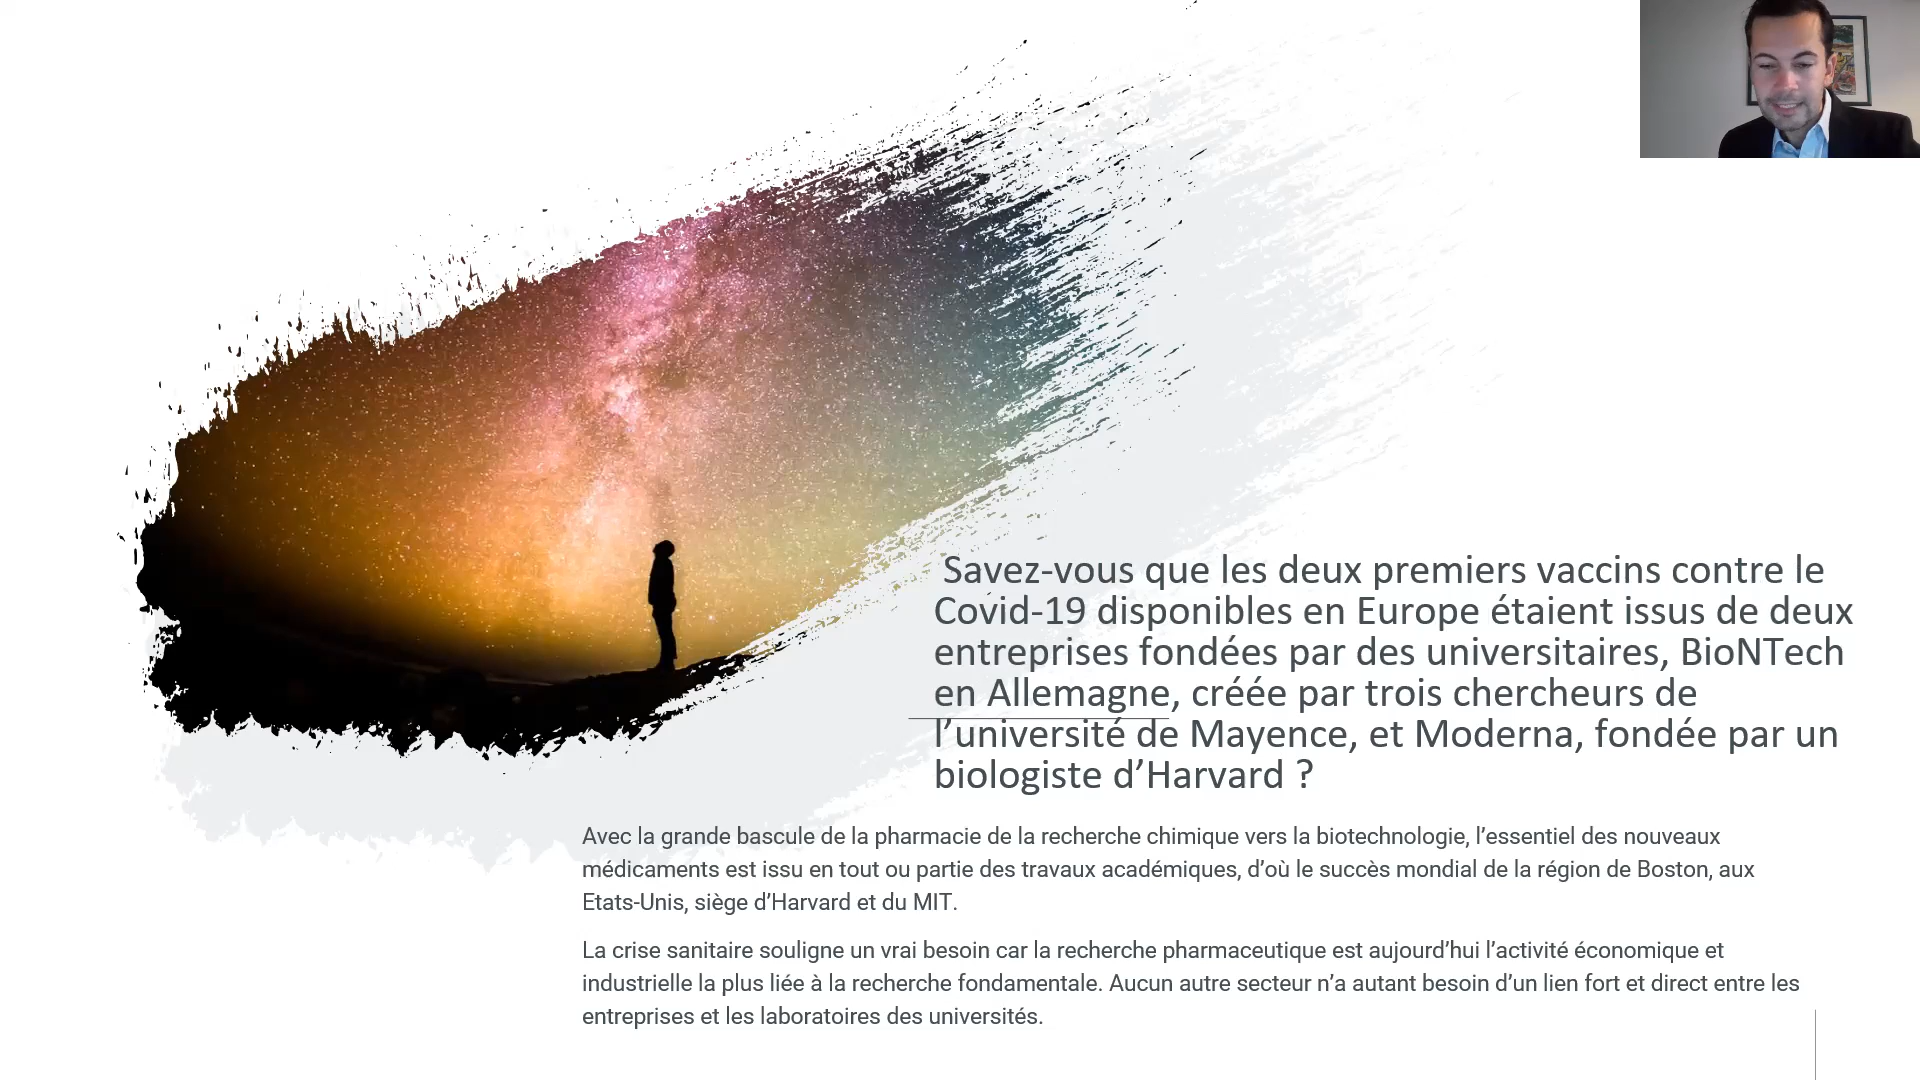 Savez-vous que les deux premiers vaccins contre le
Covid-19 disponibles en Europe étaient issus de deux
entreprises fondées par des universitaires, BioNTech
en Allemagne, créée par trois chercheurs de
l’université de Mayence, et Moderna, fondée par un
biologiste d’Harvard ?
Avec la grande bascule de la pharmacie de la recherche chimique vers la biotechnologie, l’essentiel des nouveaux
médicaments est issu en tout ou partie des travaux académiques, d’où le succès mondial de la région de Boston, aux
Etats-Unis, siège d’Harvard et du MIT.
La crise sanitaire souligne un vrai besoin car la recherche pharmaceutique est aujourd’hui l’activité économique et
industrielle la plus liée à la recherche fondamentale. Aucun autre secteur n’a autant besoin d’un lien fort et direct entre les
entreprises et les laboratoires des universités.